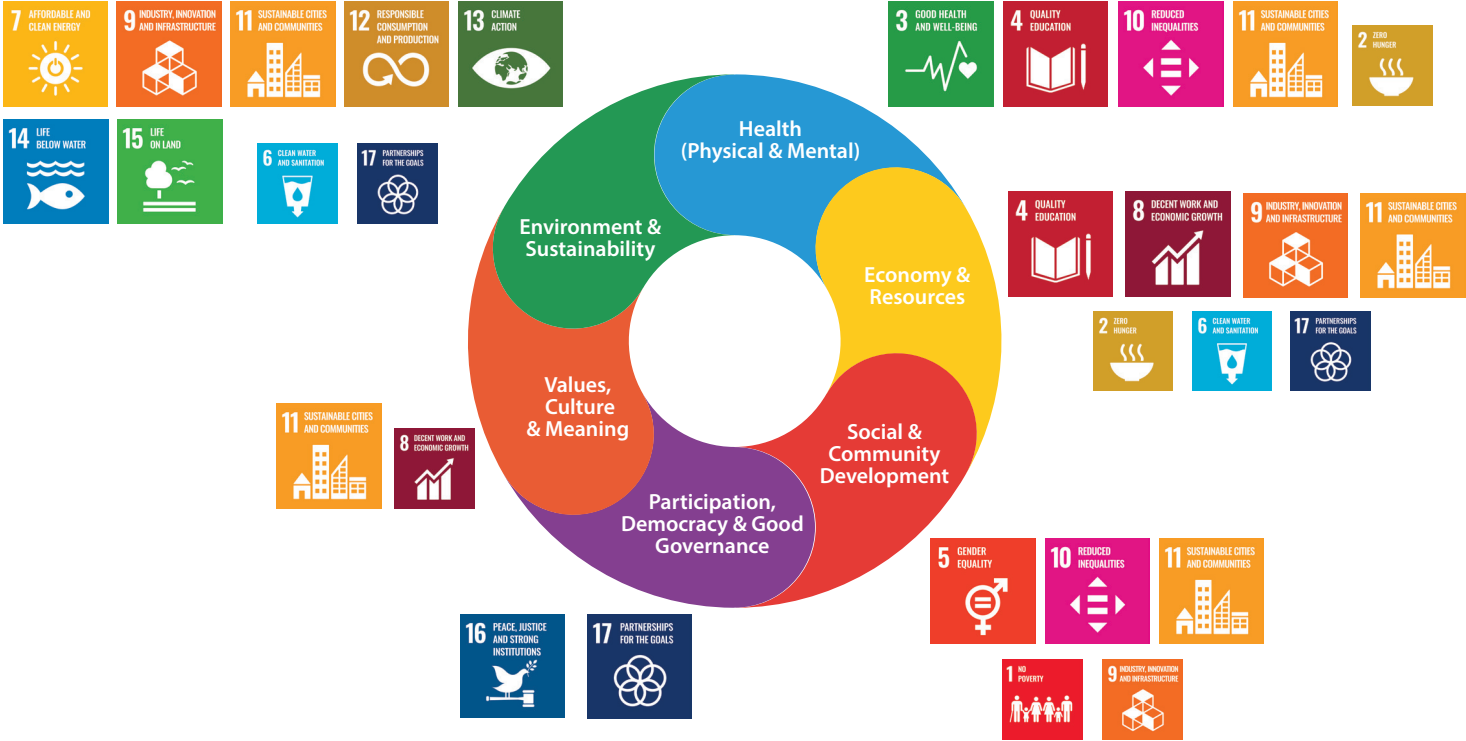 7 AFFORDABLE AND
CLEAN ENERGY
9 INDUSTRY, INNOVATION
AND INFRASTRUCTURE
11 SUSTAINABLE CITIES
AND COMMUNITIES
12 RESPONSIBLE
CONSUMPTION
AND PRODUCTION
13 CLIMATE
ACTION
14 LIFE
BELOW WATER
15 LIFE
ON LAND
6 CLEAN WATER
AND SANITATION
17 PARTNERSHIPS
FOR THE GOALS
3 GOOD HEALTH
AND WELL-BEING
4 QUALITY
EDUCATION
10 REDUCED
INEQUALITIES
11 SUSTAINABLE CITIES
AND COMMUNITIES
2 ZERO
HUNGER
Health
(Physical & Mental)
Environment &
Sustainability
Economy &
Resources
4 QUALITY
EDUCATION
8 DECENT WORK AND
ECONOMIC GROWTH
9 INDUSTRY, INNOVATION
AND INFRASTRUCTURE
11 SUSTAINABLE CITIES
AND COMMUNITIES
2 ZERO
HUNGER
6 CLEAN WATER
AND SANITATION
17 PARTNERSHIPS
FOR THE GOALS
11 SUSTAINABLE CITIES
AND COMMUNITIES
8 DECENT WORK AND
ECONOMIC GROWTH
Values,
Culture
& Meaning
Social &
Community
Development
Participation,
Democracy & Good
Governance
5 GENDER
EQUALITY
10 REDUCED
INEQUALITIES
11 SUSTAINABLE CITIES
AND COMMUNITIES
1 NO
POVERTY
9 INDUSTRY, INNOVATION
AND INFRASTRUCTURE
16 PEACE, JUSTICE
AND STRONG
INSTITUTIONS
17 PARTNERSHIPS
FOR THE GOALS